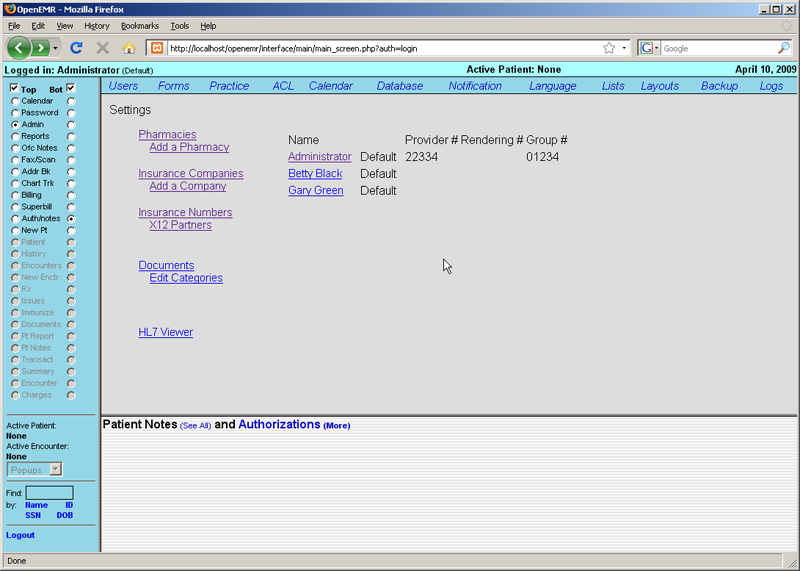 OpenEMR - Mozilla Firefox
File Edit View History Bookmarks Tools Help
http://localhost/openemr/interface/main/main_screen.php?auth=login
Google
Logged in: Administrator (Default) Active Patient: None April 10, 2009
Top Bot
Calendar
Password
Admin
Reports
Ofc Notes
Fax/Scan
Addr Bk
Chart Trk
Billing
Superbill
Auth/notes
New Pt
Patient
History
Encounters
New Enctr
Rx
Issues
Immunize
Documents
Pt Report
Pt Notes
Transact
Summary
Encounter
Charges
Active Patient:
None
Active Encounter:
None
Popups
Find:
by: Name ID
SSN DOB
Logout
Users Forms Practice ACL Calendar Database Notification Language Lists Layouts Backup Logs
Settings
Pharmacies
Add a Pharmacy
Insurance Companies
Add a Company
Insurance Numbers
X12 Partners
Documents
Edit Categories
HL7 Viewer
Name Provider # Rendering # Group #
Administrator Default 22334 01234
Betty Black Default
Gary Green Default
Patient Notes (See All) and Authorizations (More)
Done